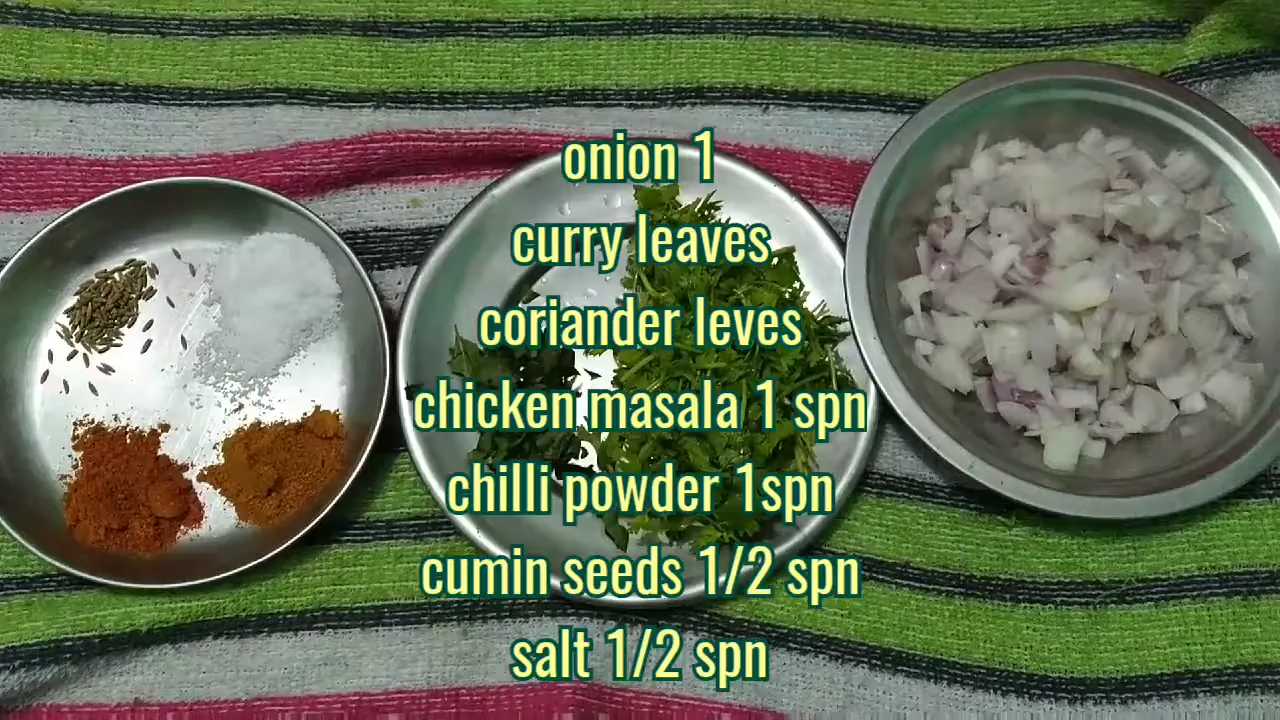 onion 1
curry leaves
coriander leves
chicken masala 1 spn
chilli powder 1spn
cumin seeds 1/2 spn
salt 1/2 spn